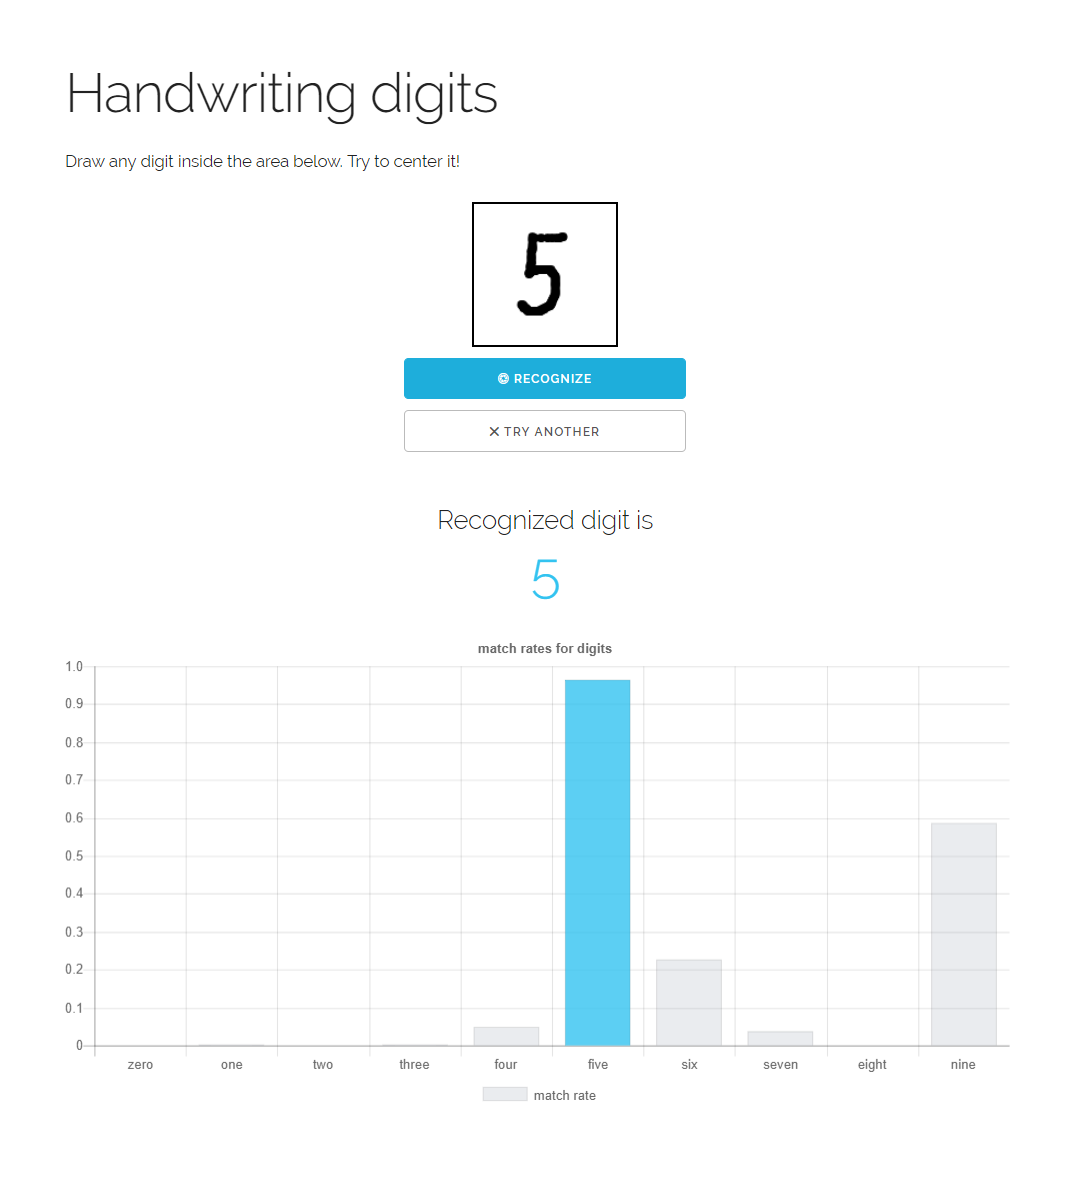 Handwriting digits
Draw any digit inside the area below. Try to center it!
5
RECOGNIZE
TRY ANOTHER
Recognized digit is
5
match rates for digits
1.0
0.9
0.8
0.7
0.6
0.5
0.4
0.3
0.2
0.1
0
zero one two three four five six seven eight nine
match rate